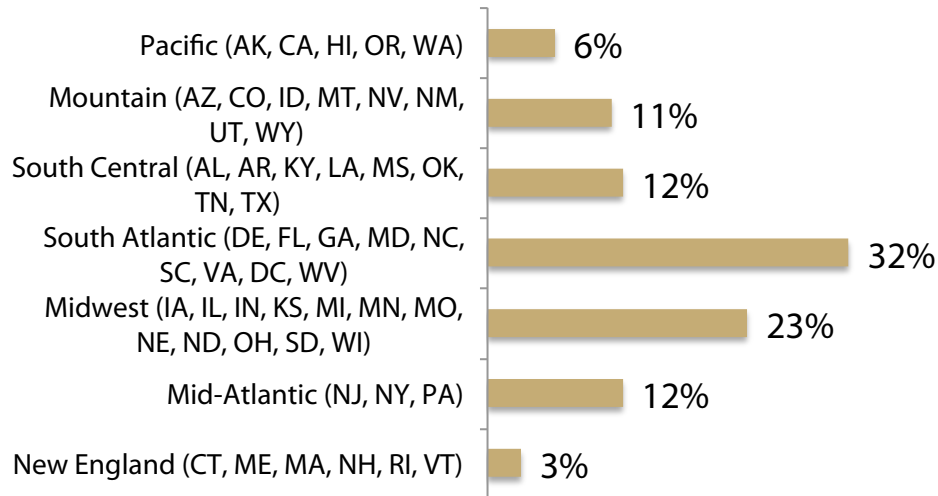 Pacific (AK, CA, HI, OR, WA)
6%
Mountain (AZ, CO, ID, MT, NV, NM,
UT, WY)
11%
South Central (AL, AR, KY, LA, MS, OK,
TN, TX)
12%
South Atlantic (DE, FL, GA, MD, NC,
SC, VA, DC, WV)
32%
Midwest (IA, IL, IN, KS, MI, MN, MO,
NE, ND, OH, SD, WI)
23%
Mid-Atlantic (NJ, NY, PA)
12%
New England (CT, ME, MA, NH, RI, VT)
3%